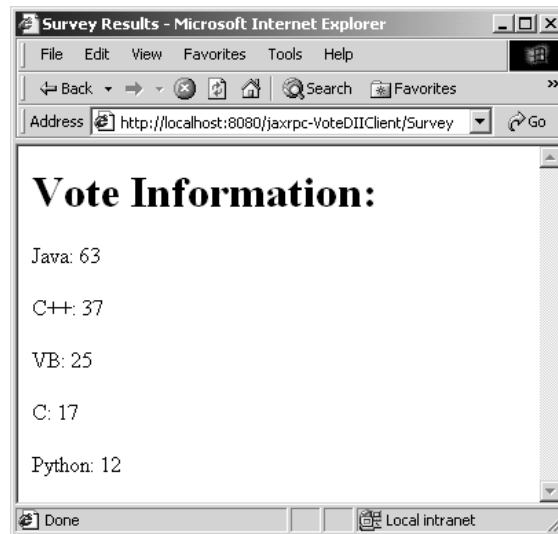 Survey Results - Microsoft Internet Explorer
File Edit View Favorites Tools Help
Back Search Favorites »
Address http://localhost:8080/jaxrpc-VoteDIIClient/Survey Go
Vote Information:
Java: 63
C++: 37
VB: 25
C: 17
Python: 12
Done Local intranet